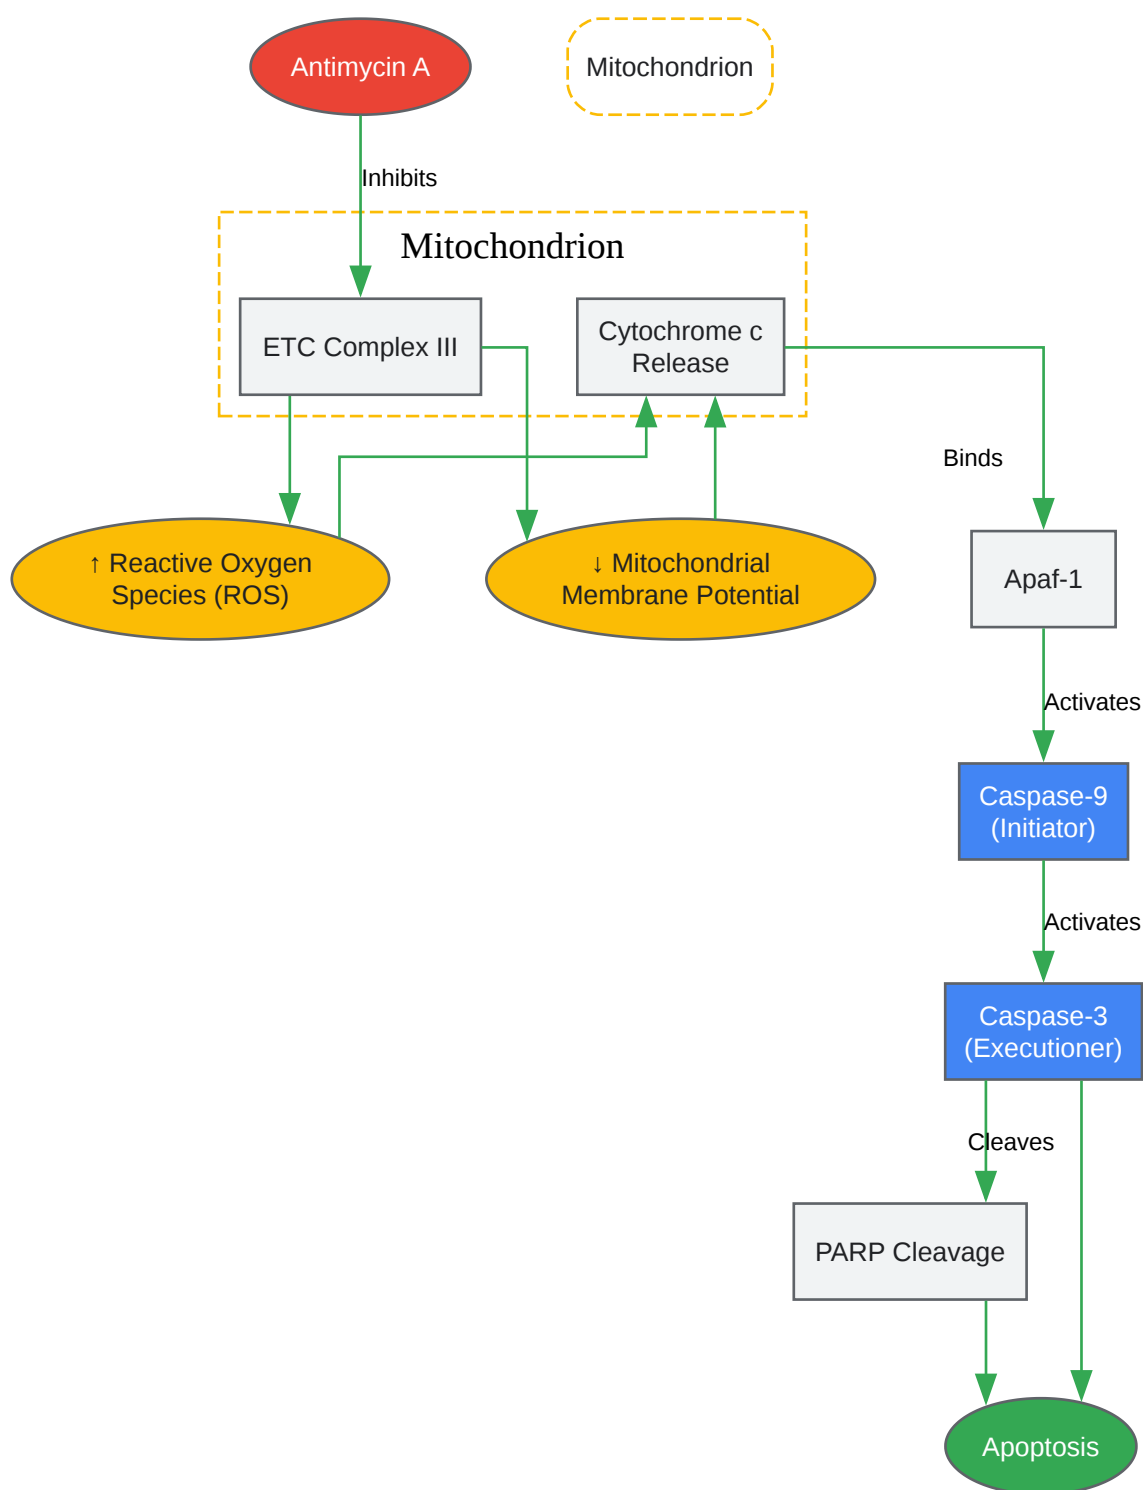 Antimycin A
Mitochondrion
Inhibits
Mitochondrion
ETC Complex III
Cytochrome c
Release
Binds
↑ Reactive Oxygen
Species (ROS)
↓ Mitochondrial
Membrane Potential
Apaf-1
Activates
Caspase-9
(Initiator)
Activates
Caspase-3
(Executioner)
Cleaves
PARP Cleavage
Apoptosis